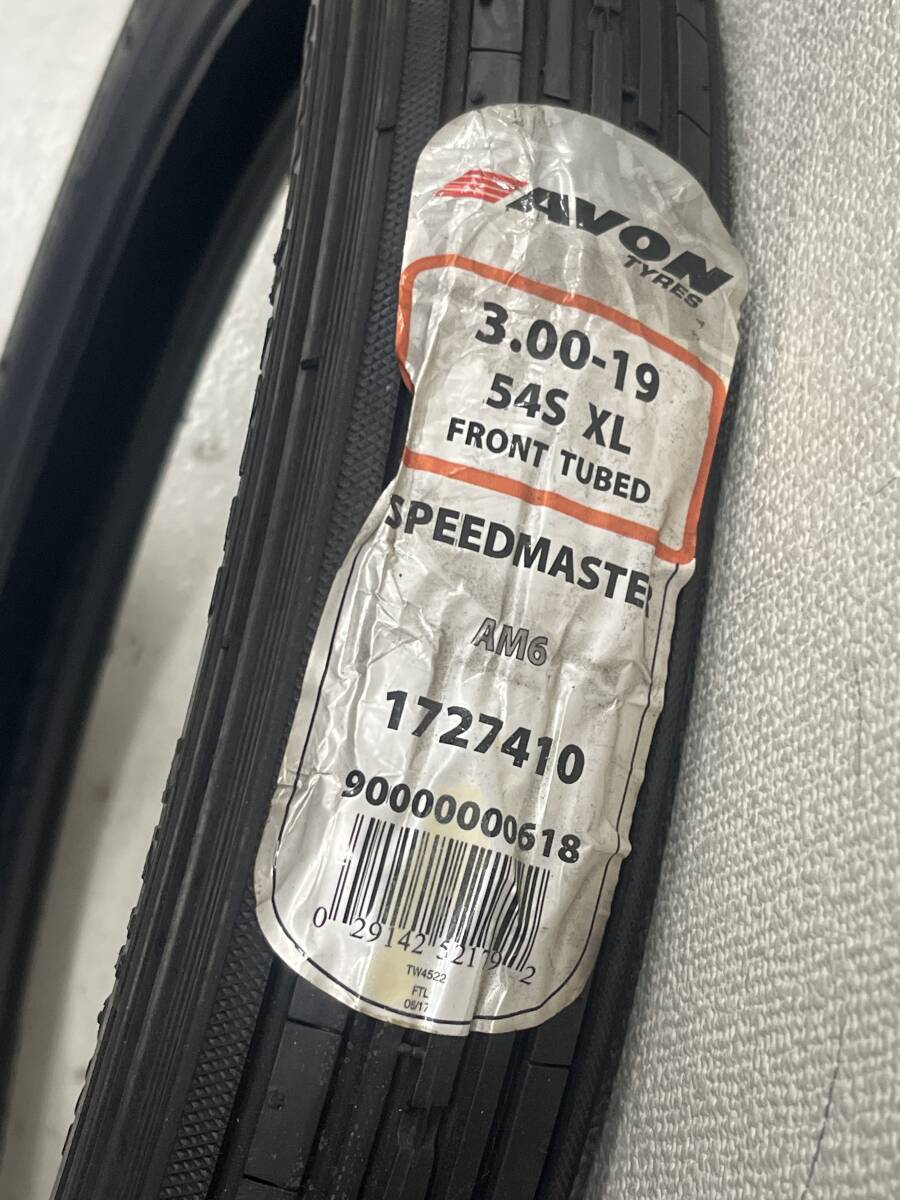 AVON
TYRES
3.00-19
54S XL
FRONT TUBED
SPEEDMASTER
AM6
1727410
90000000618
0 29142 52179 2
TW4522
FTL
06/17